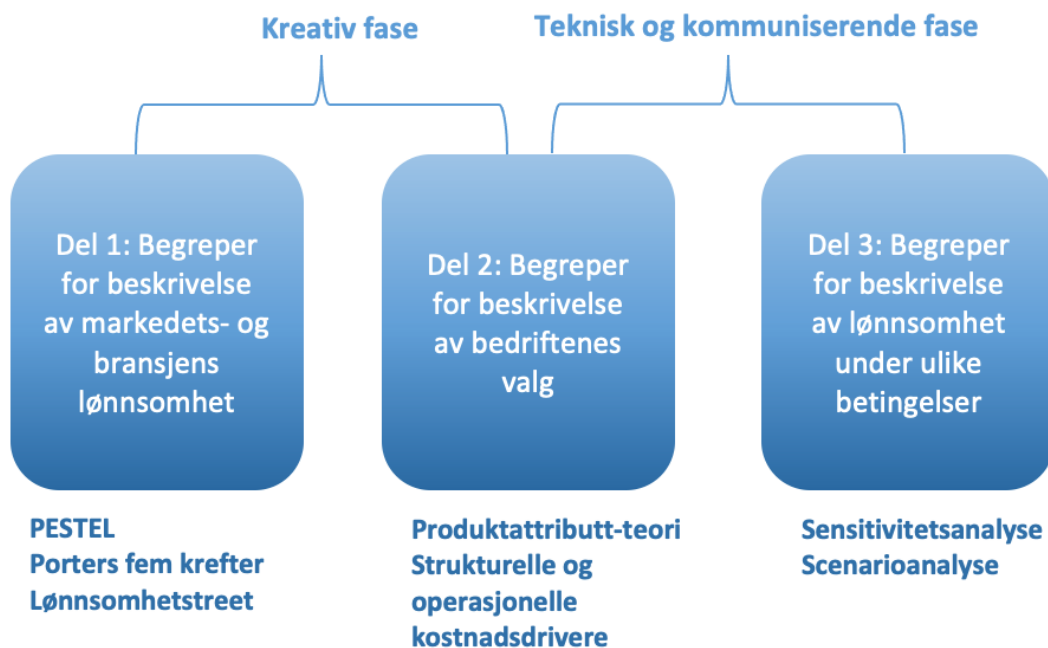 Kreativ fase
Teknisk og kommuniserende fase
Del 1: Begreper
for beskrivelse
av markedets- og
bransjens
lønnsomhet
Del 2: Begreper
for beskrivelse
av bedriftenes
valg
Del 3: Begreper
for beskrivelse
av lønnsomhet
under ulike
betingelser
PESTEL
Porters fem krefter
Lønnsomhetstreet
Produktattributt-teori
Strukturelle og
operasjonelle
kostnadsdrivere
Sensitivitetsanalyse
Scenarioanalyse